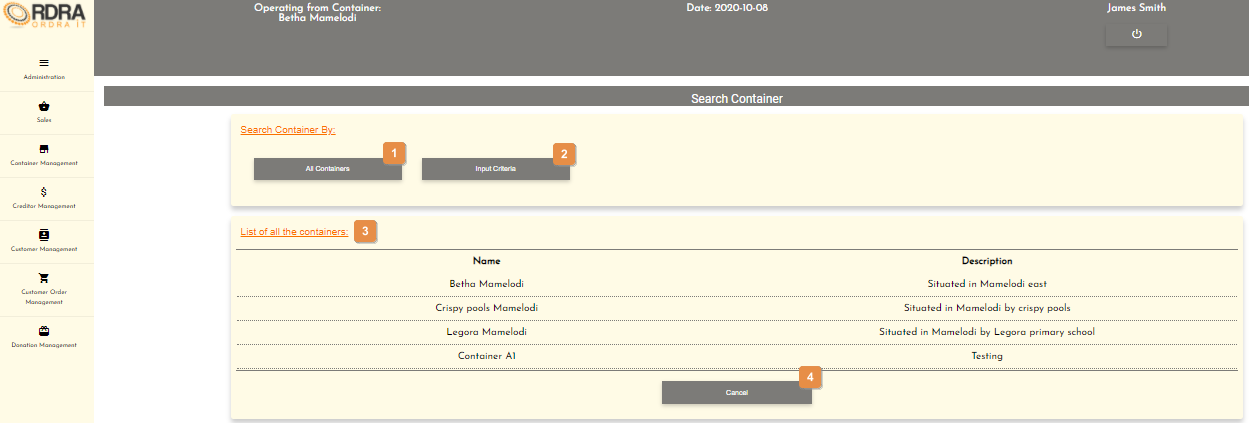 ORDRA
ORDRA IT
Operating from Container:
Betha Mamelodi
Date: 2020-10-08
James Smith
Administration
Sales
Container Management
Creditor Management
Customer Management
Customer Order
Management
Donation Management
Search Container
Search Container By:
1
2
All Containers
Input Criteria
List of all the containers:
3
Name Description
Betha Mamelodi Situated in Mamelodi east
Crispy pools Mamelodi Situated in Mamelodi by crispy pools
Legora Mamelodi Situated in Mamelodi by Legora primary school
Container A1 Testing
4
Cancel